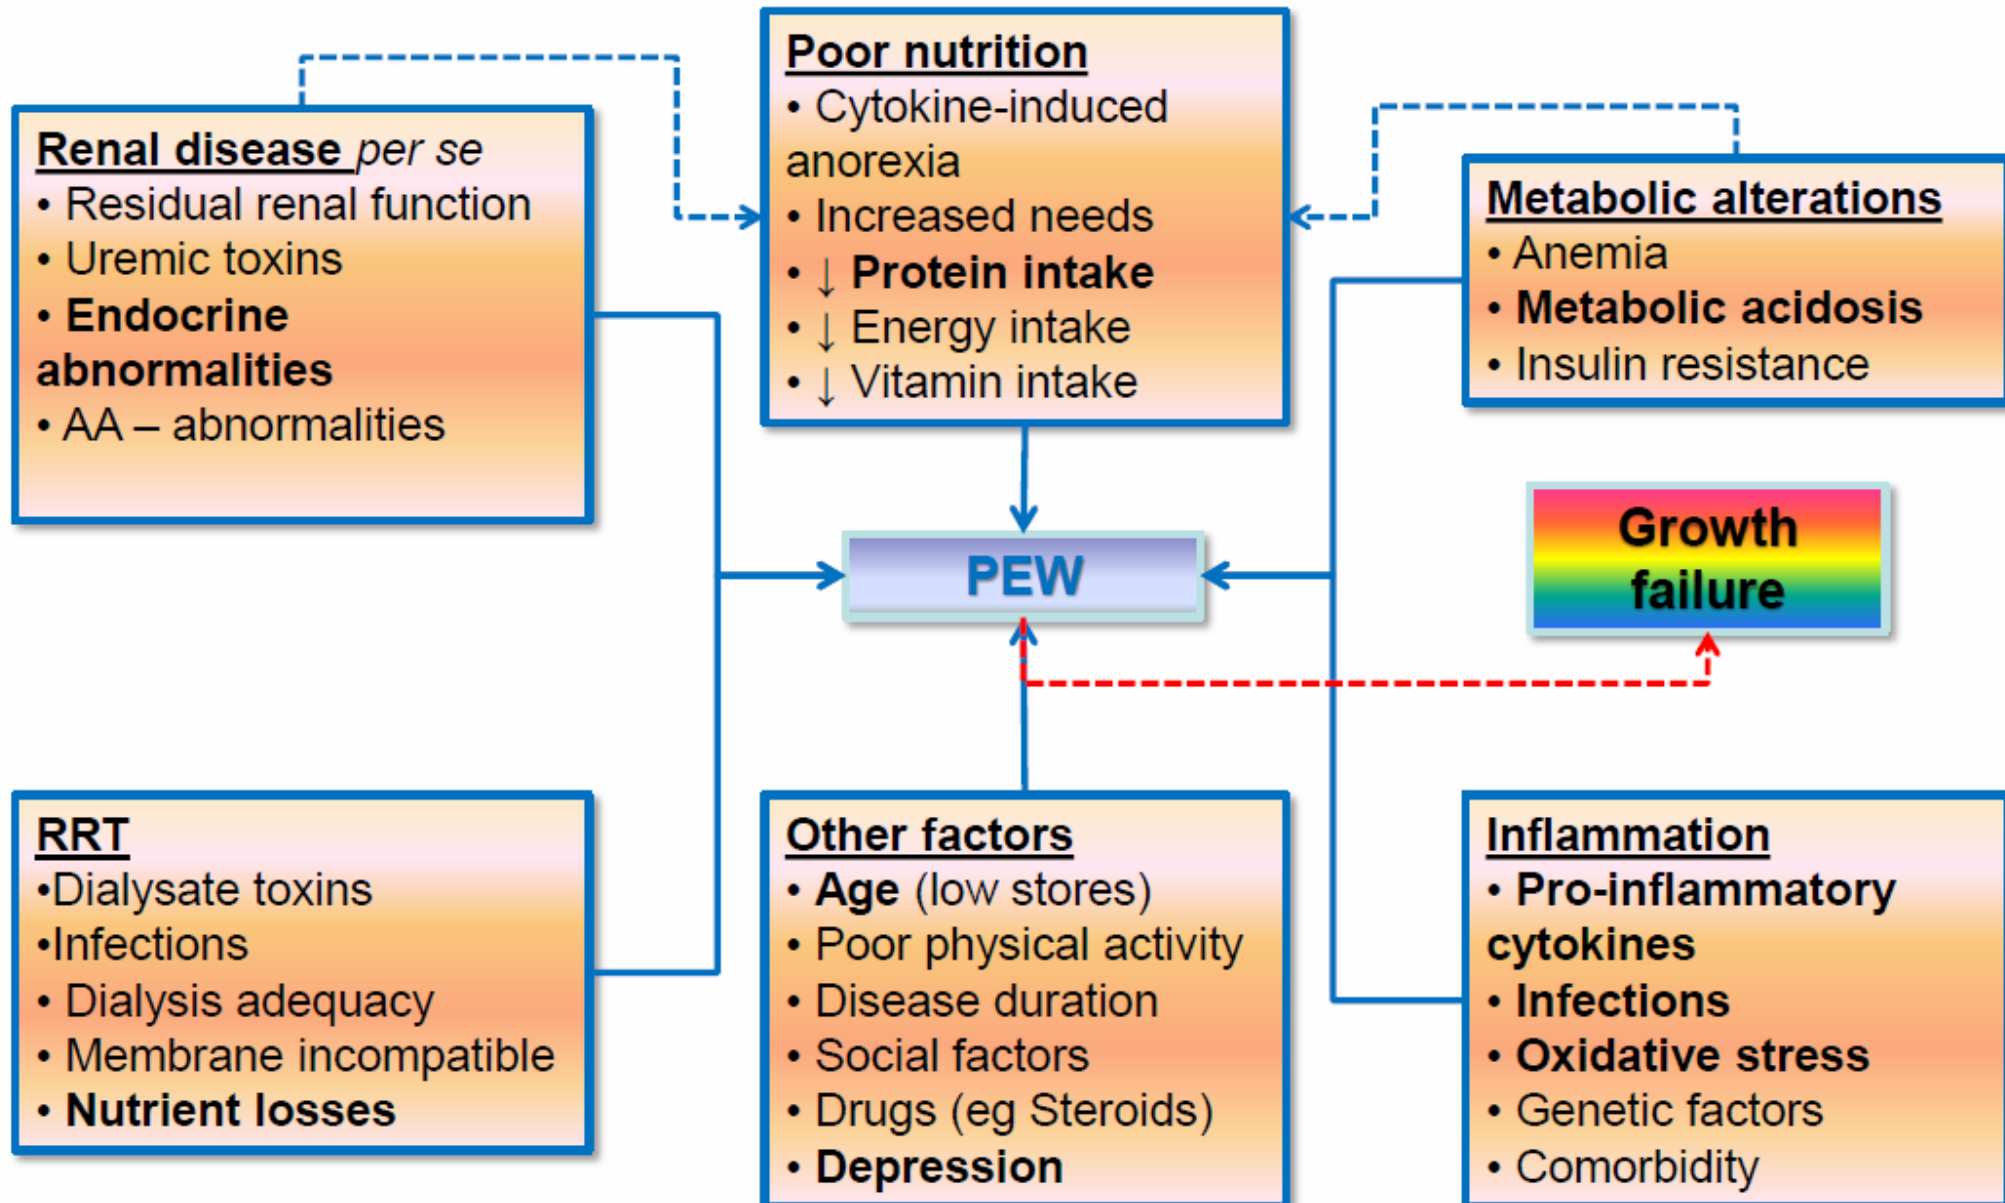 Poor nutrition
• Cytokine-induced
anorexia
• Increased needs
• ↓ Protein intake
• ↓ Energy intake
• ↓ Vitamin intake
Renal disease per se
• Residual renal function
• Uremic toxins
• Endocrine
abnormalities
• AA – abnormalities
Metabolic alterations
• Anemia
• Metabolic acidosis
• Insulin resistance
PEW
Growth
failure
RRT
•Dialysate toxins
•Infections
• Dialysis adequacy
• Membrane incompatible
• Nutrient losses
Other factors
• Age (low stores)
• Poor physical activity
• Disease duration
• Social factors
• Drugs (eg Steroids)
• Depression
Inflammation
• Pro-inflammatory
cytokines
• Infections
• Oxidative stress
• Genetic factors
• Comorbidity